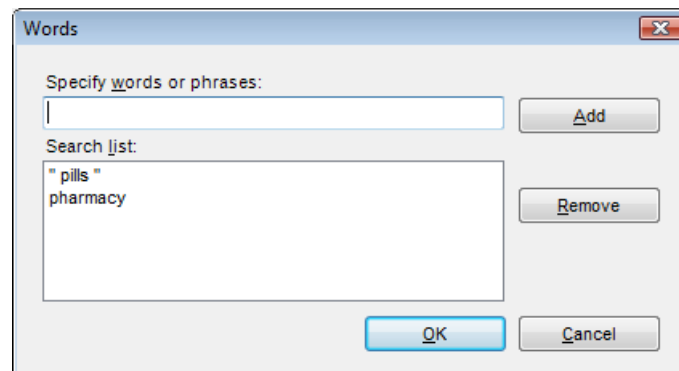 Words
Specify words or phrases:
Add
Search list:
" pills "
pharmacy
Remove
OK
Cancel